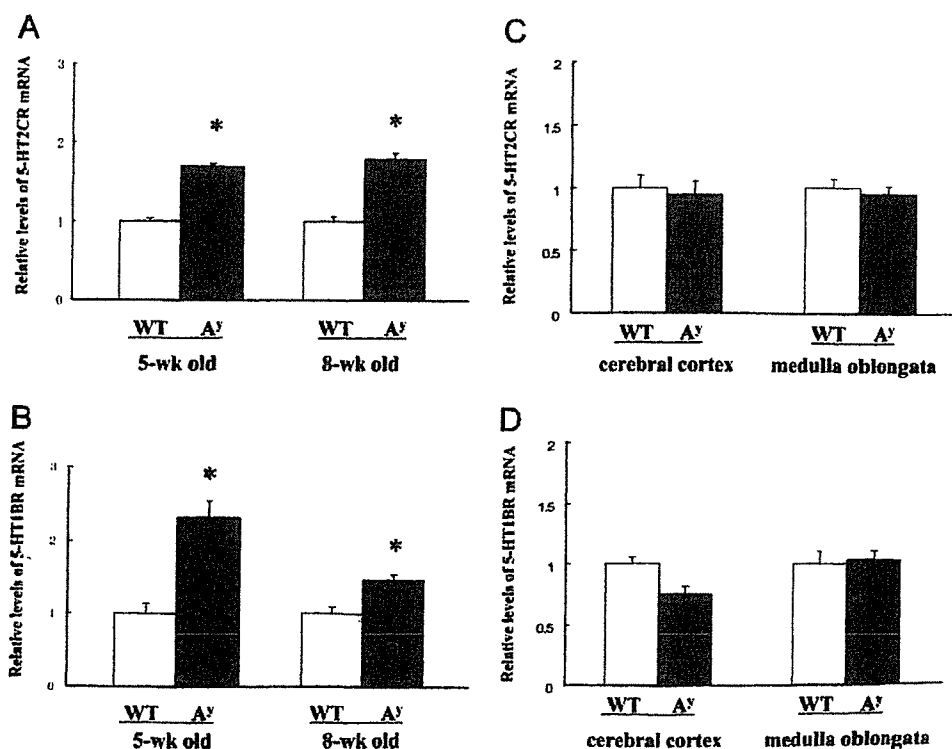 A
Relative levels of 5-HT2CR mRNA
3
2
1
0
*
*
WT Aʸ
WT Aʸ
5-wk old
8-wk old
B
Relative levels of 5-HT1BR mRNA
3
2
1
0
*
*
WT Aʸ
WT Aʸ
5-wk old
8-wk old
C
Relative levels of 5-HT2CR mRNA
2
1.5
1
0.5
0
WT Aʸ
WT Aʸ
cerebral cortex
medulla oblongata
D
Relative levels of 5-HT1BR mRNA
2
1.5
1
0.5
0
WT Aʸ
WT Aʸ
cerebral cortex
medulla oblongata